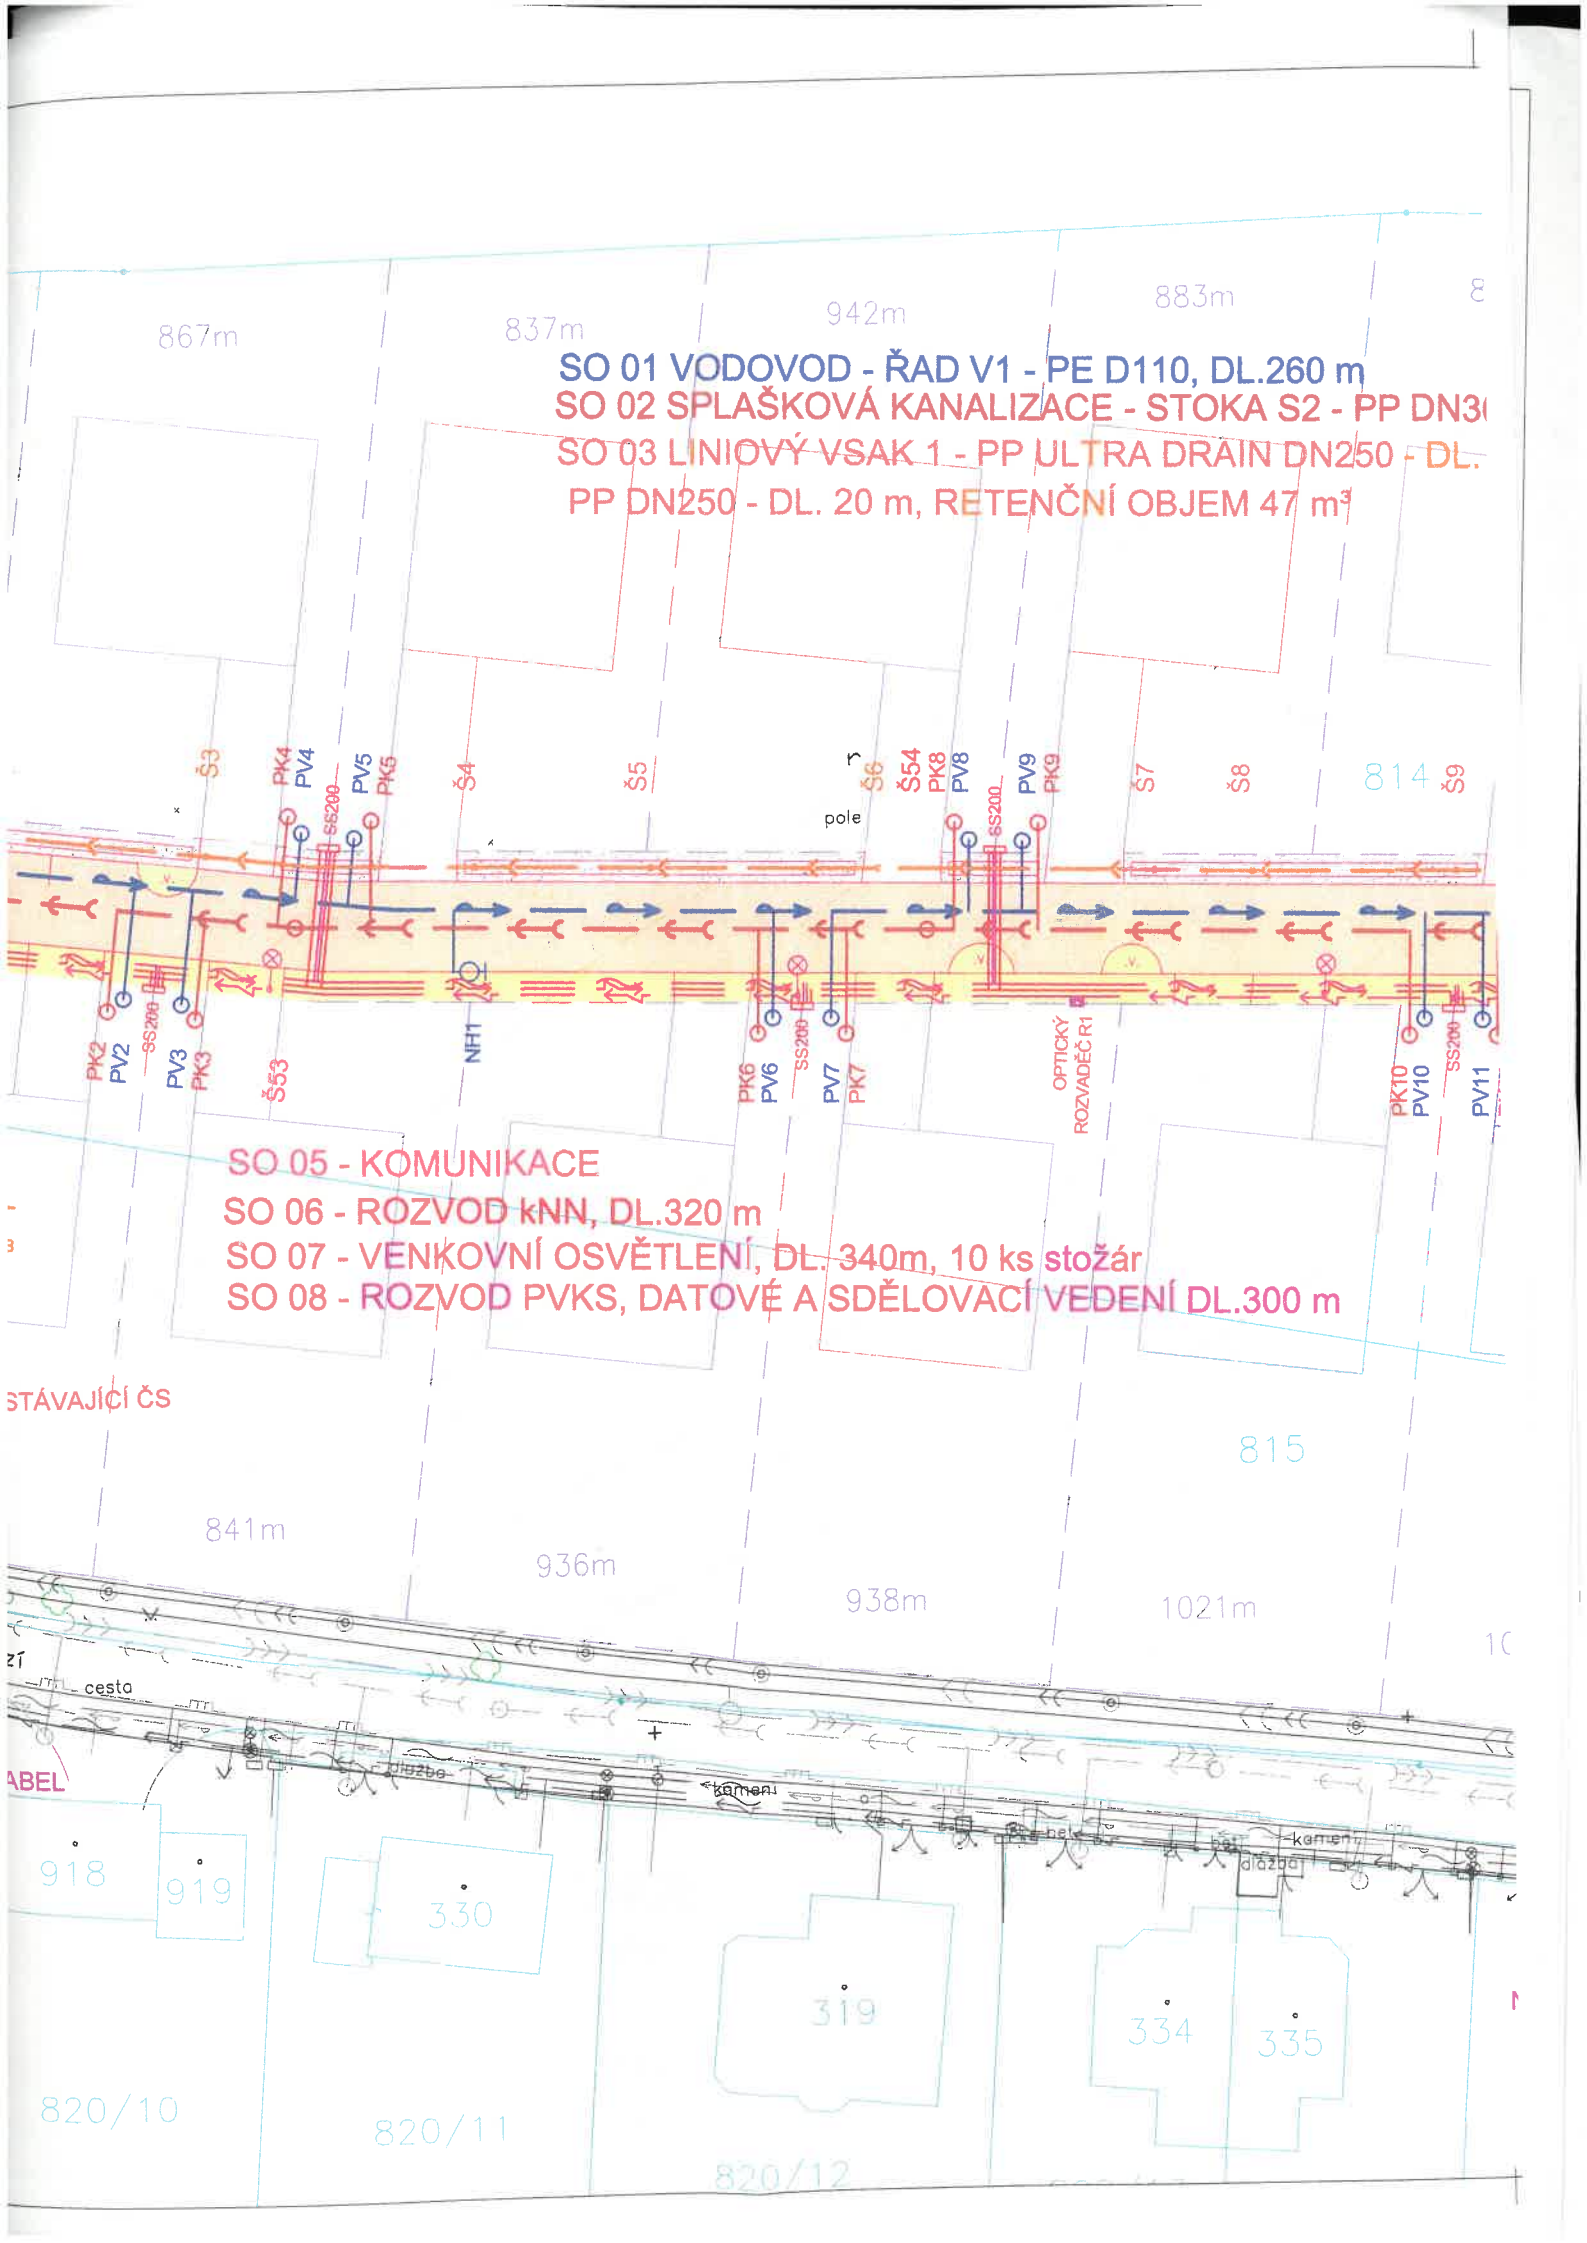 867m
837m
942m
883m
SO 01 VODOVOD - ŘAD V1 - PE D110, DL.260 m
SO 02 SPLAŠKOVÁ KANALIZACE - STOKA S2 - PP
SO 03 LINIOVÝ VSAK 1 - PP ULTRA DRAIN DN250 - DL.
PP DN250 - DL. 20 m, RETENČNÍ OBJEM 47 m³
Š3
PK4
PV4
SS200
PV5
PK5
Š4
Š5
pole
Š6
Š54
PK8
PV8
SS200
PV9
PK9
Š7
Š8
814
Š9
PK2
PV2
SS200
PV3
PK3
Š53
NH1
PK6
PV6
SS200
PV7
PK7
OPTICKÝ
ROZVADĚČ R1
PK10
PV10
SS200
PV11
SO 05 - KOMUNIKACE
SO 06 - ROZVOD kNN, DL.320 m
SO 07 - VENKOVNÍ OSVĚTLENÍ, DL. 340m, 10 ks stožár
SO 08 - ROZVOD PVKS, DATOVÉ A SDĚLOVACÍ VEDENÍ DL.300 m
STÁVAJÍCÍ ČS
815
841m
936m
938m
1021m
zí
cesta
dlažba
kamení
bet
bet
kamení
dlažba
ABEL
918
919
330
319
334
335
820/10
820/11
820/12